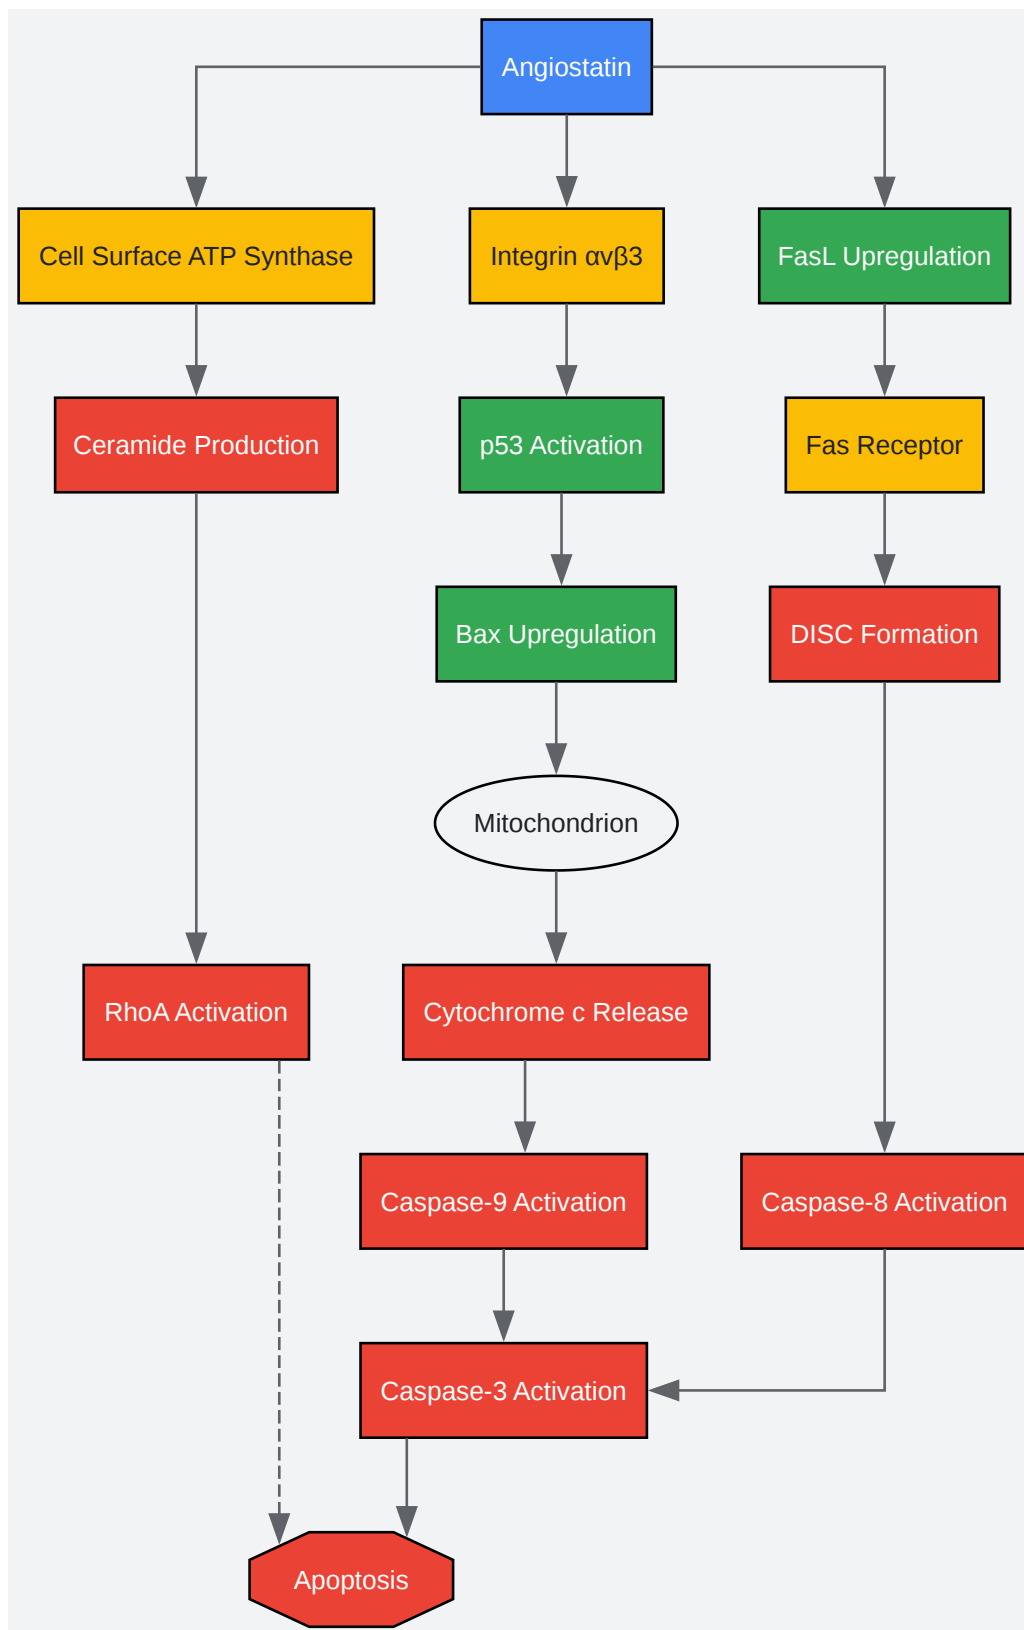 Angiostatin
Cell Surface ATP Synthase
Integrin αvβ3
FasL Upregulation
Ceramide Production
p53 Activation
Fas Receptor
Bax Upregulation
DISC Formation
Mitochondrion
RhoA Activation
Cytochrome c Release
Caspase-9 Activation
Caspase-8 Activation
Caspase-3 Activation
Apoptosis